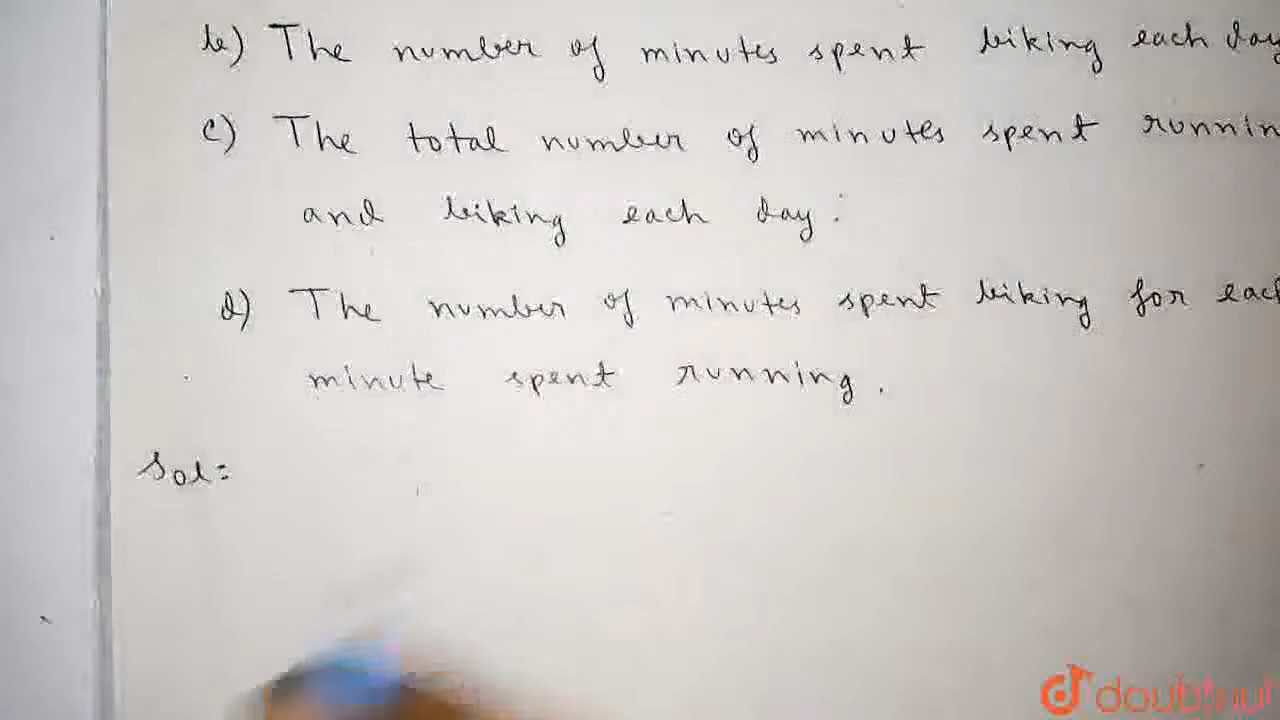 b) The number of minutes spent biking each day
c) The total number of minutes spent runnin
and biking each day.
d) The number of minutes spent biking for each
minute spent running.
Sol:
doubtnut